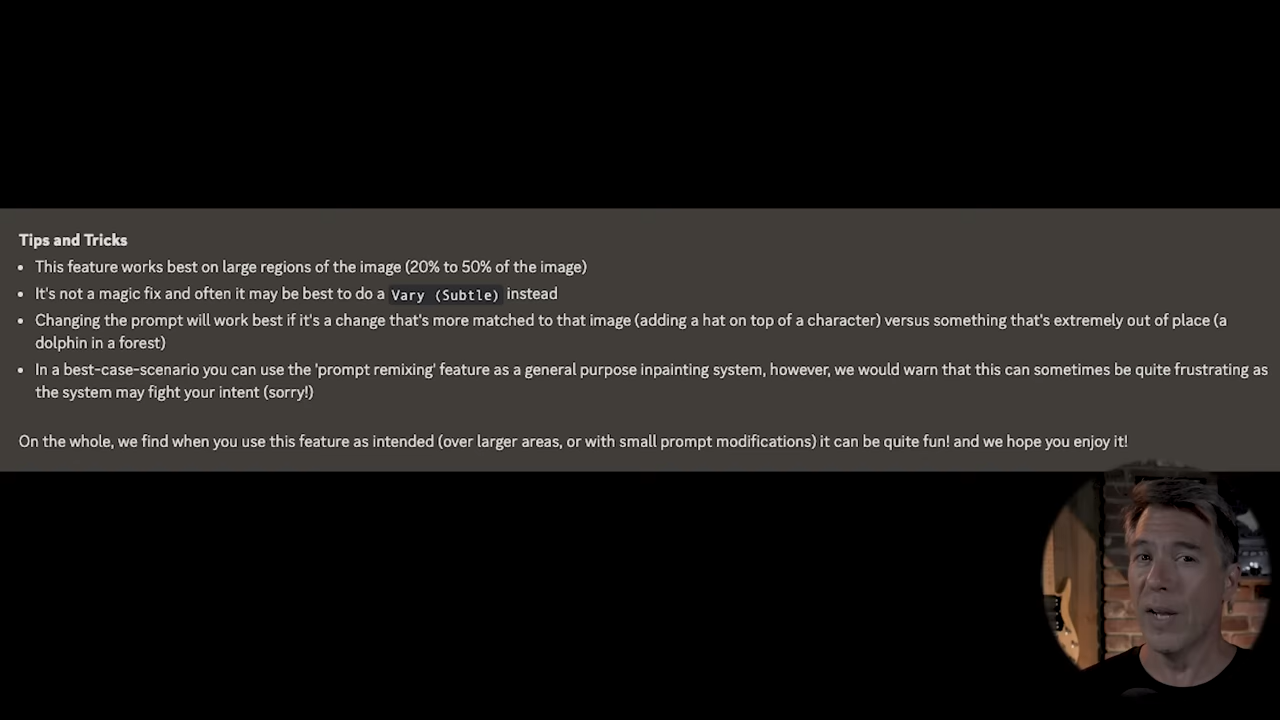 Tips and Tricks
• This feature works best on large regions of the image (20% to 50% of the image)
• It's not a magic fix and often it may be best to do a Vary (Subtle) instead
• Changing the prompt will work best if it's a change that's more matched to that image (adding a hat on top of a character) versus something that's extremely out of place (a
dolphin in a forest)
• In a best-case-scenario you can use the 'prompt remixing' feature as a general purpose inpainting system, however, we would warn that this can sometimes be quite frustrating as
the system may fight your intent (sorry!)
On the whole, we find when you use this feature as intended (over larger areas, or with small prompt modifications) it can be quite fun! and we hope you enjoy it!